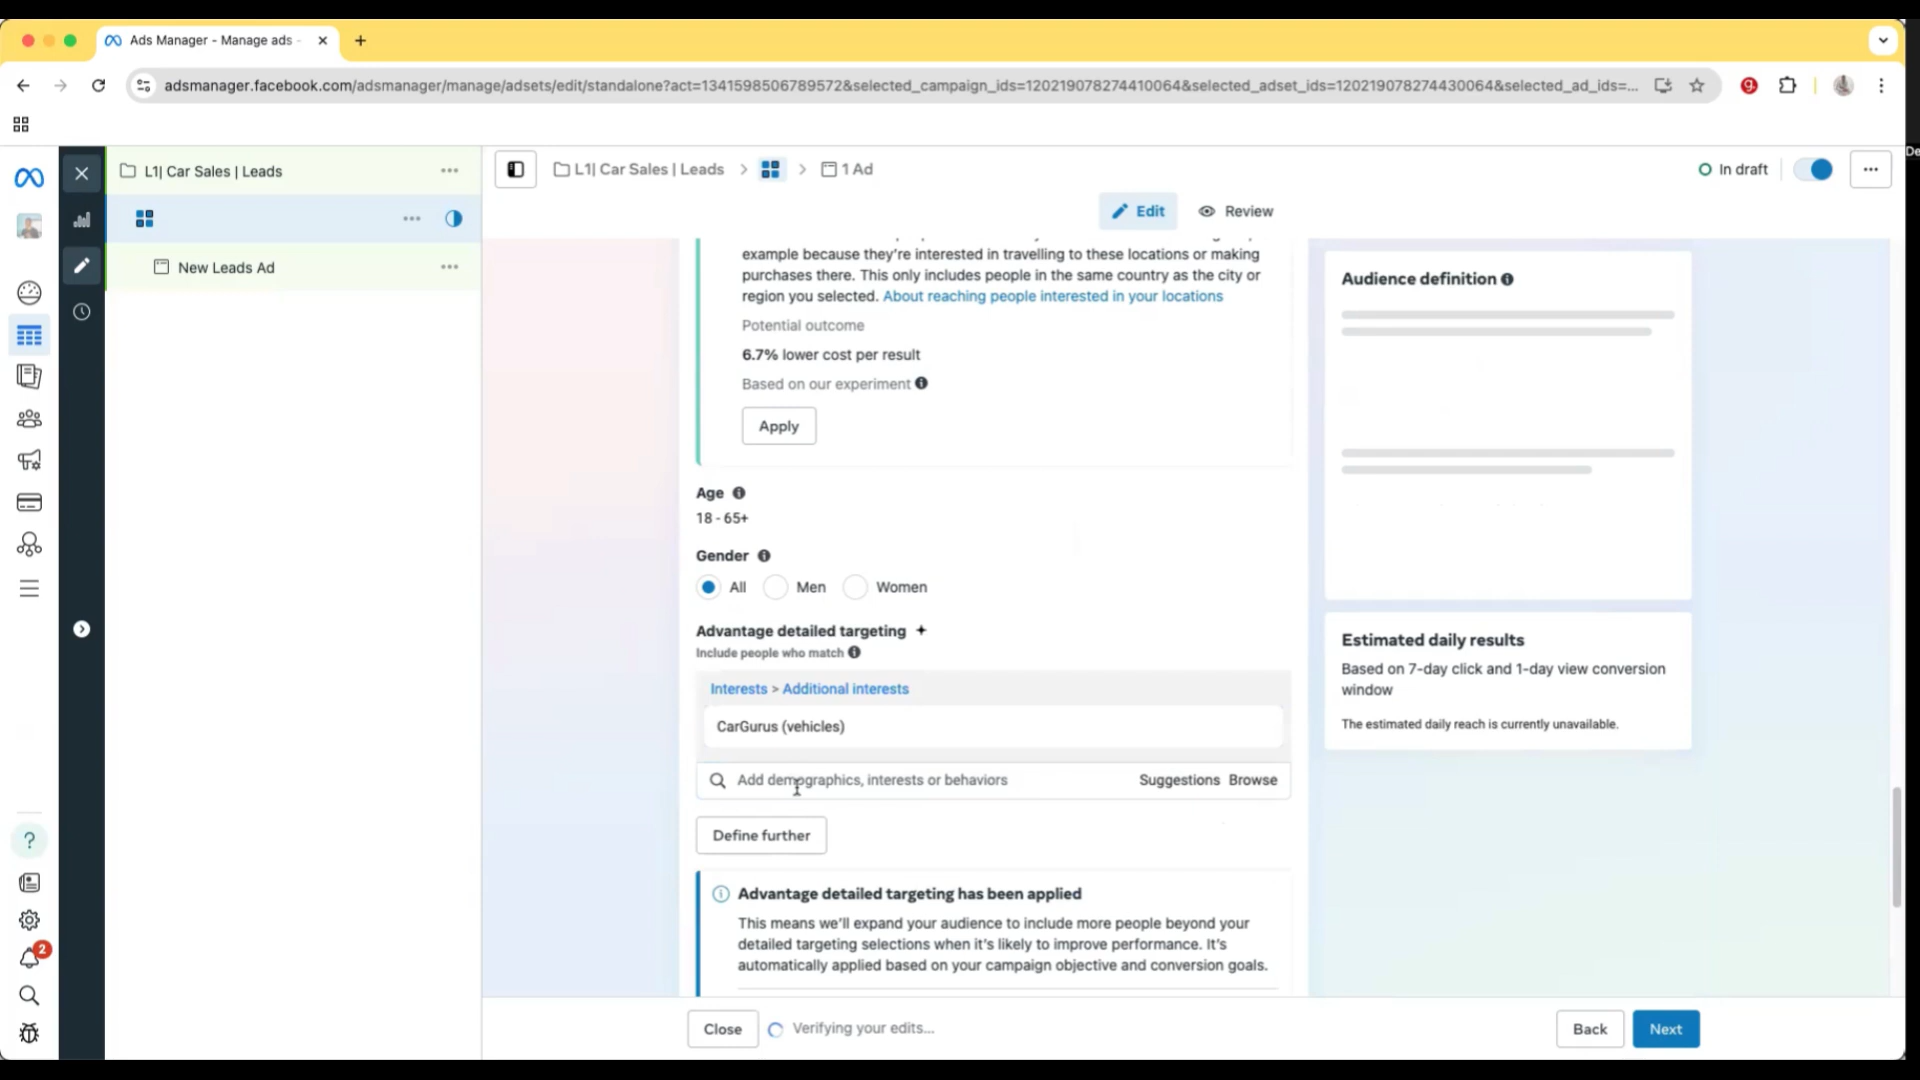 Ads Manager - Manage ads -
adsmanager.facebook.com/adsmanager/manage/adsets/edit/standalone?act=1341598506789572&selected_campaign_ids=120219078274410064&selected_adset_ids=120219078274430064&selected_ad_ids=...
L1| Car Sales | Leads
New Leads Ad
L1| Car Sales | Leads
1 Ad
In draft
Edit
Review
example because they're interested in travelling to these locations or making
purchases there. This only includes people in the same country as the city or
region you selected. About reaching people interested in your locations
Potential outcome
6.7% lower cost per result
Based on our experiment
Apply
Age
18 - 65+
Gender
All
Men
Women
Advantage detailed targeting
Include people who match
Interests > Additional interests
CarGurus (vehicles)
Add demographics, interests or behaviors
Suggestions
Browse
Define further
Advantage detailed targeting has been applied
This means we'll expand your audience to include more people beyond your
detailed targeting selections when it's likely to improve performance. It's
automatically applied based on your campaign objective and conversion goals.
Audience definition
Estimated daily results
Based on 7-day click and 1-day view conversion
window
The estimated daily reach is currently unavailable.
2
Close
Verifying your edits...
Back
Next